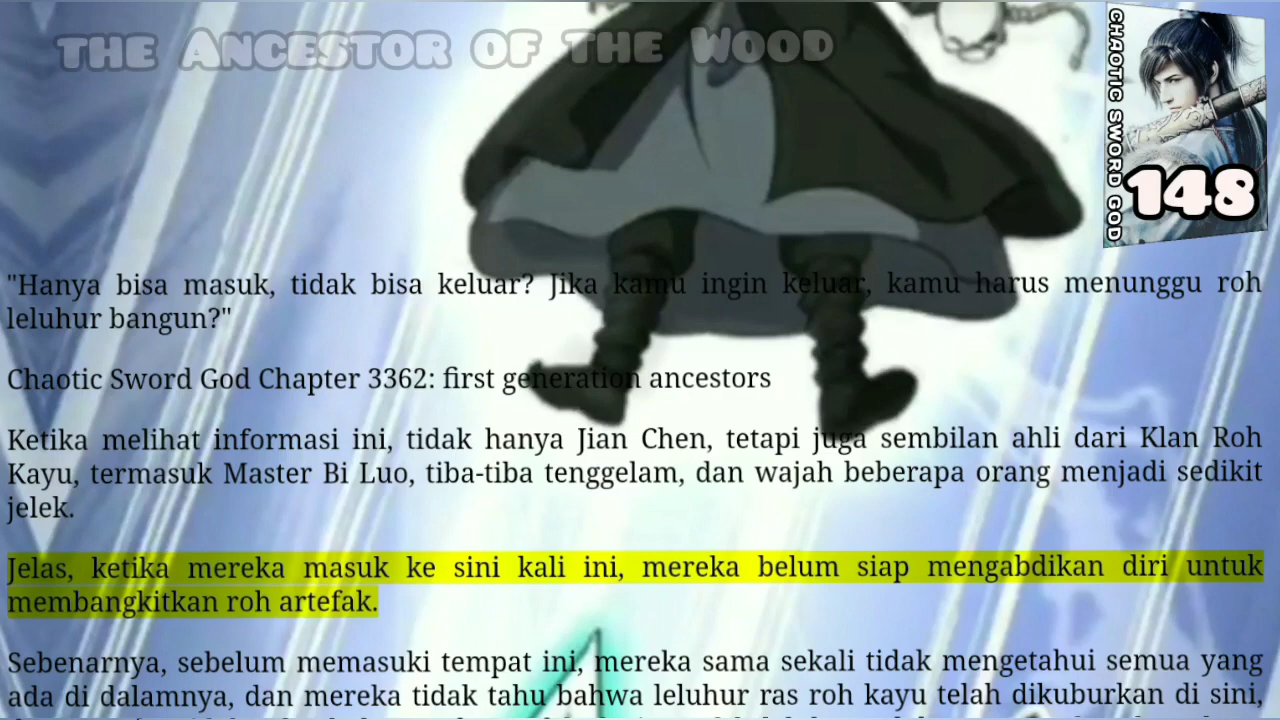 THE ANCESTOR OF THE WOOD
CHAOTIC SWORD GOD
148
"Hanya bisa masuk, tidak bisa keluar? Jika kamu ingin keluar, kamu harus menunggu roh
leluhur bangun?"
Chaotic Sword God Chapter 3362: first generation ancestors
Ketika melihat informasi ini, tidak hanya Jian Chen, tetapi juga sembilan ahli dari Klan Roh
Kayu, termasuk Master Bi Luo, tiba-tiba tenggelam, dan wajah beberapa orang menjadi sedikit
jelek.
Jelas, ketika mereka masuk ke sini kali ini, mereka belum siap mengabdikan diri untuk
membangkitkan roh artefak.
Sebenarnya, sebelum memasuki tempat ini, mereka sama sekali tidak mengetahui semua yang
ada di dalamnya, dan mereka tidak tahu bahwa leluhur ras roh kayu telah dikuburkan di sini,